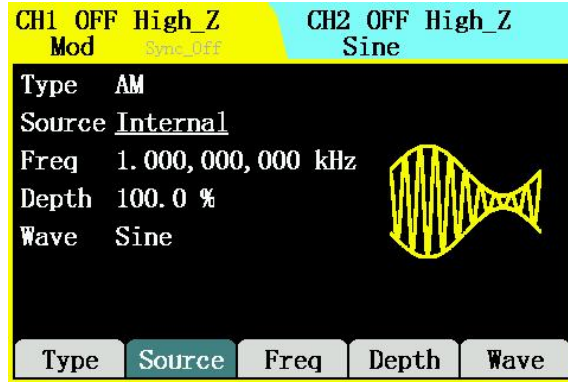 CH1 OFF High_Z CH2 OFF High_Z
Mod Sync_Off Sine
Type AM
Source Internal
Freq 1.000,000,000 kHz
Depth 100.0 %
Wave Sine
Type Source Freq Depth Wave